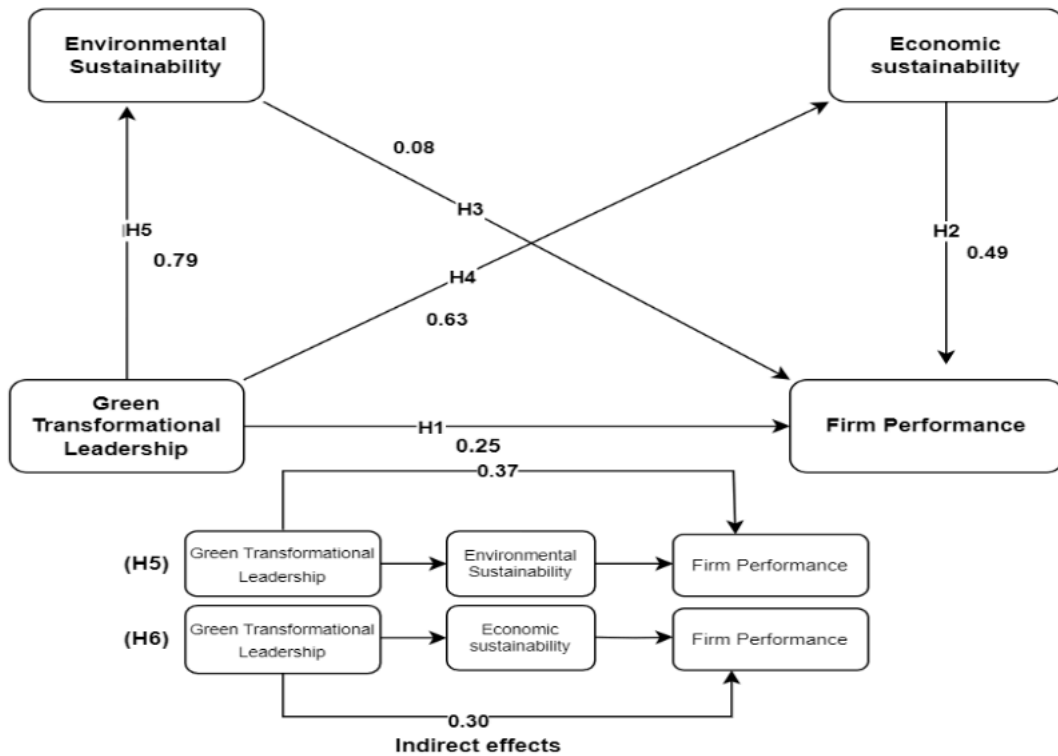 Environmental
Sustainability
Economic
sustainability
0.08
H3
H5
0.79
H2
0.49
H4
0.63
Green
Transformational
Leadership
H1
0.25
Firm Performance
0.37
(H5)
Green Transformational
Leadership
Environmental
Sustainability
Firm Performance
(H6)
Green Transformational
Leadership
Economic
sustainability
Firm Performance
0.30
Indirect effects